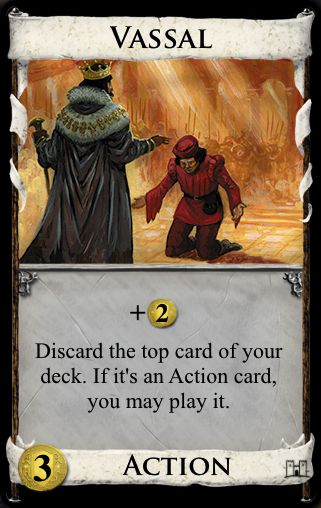 VASSAL
+2
Discard the top card of your
deck. If it's an Action card,
you may play it.
3 ACTION